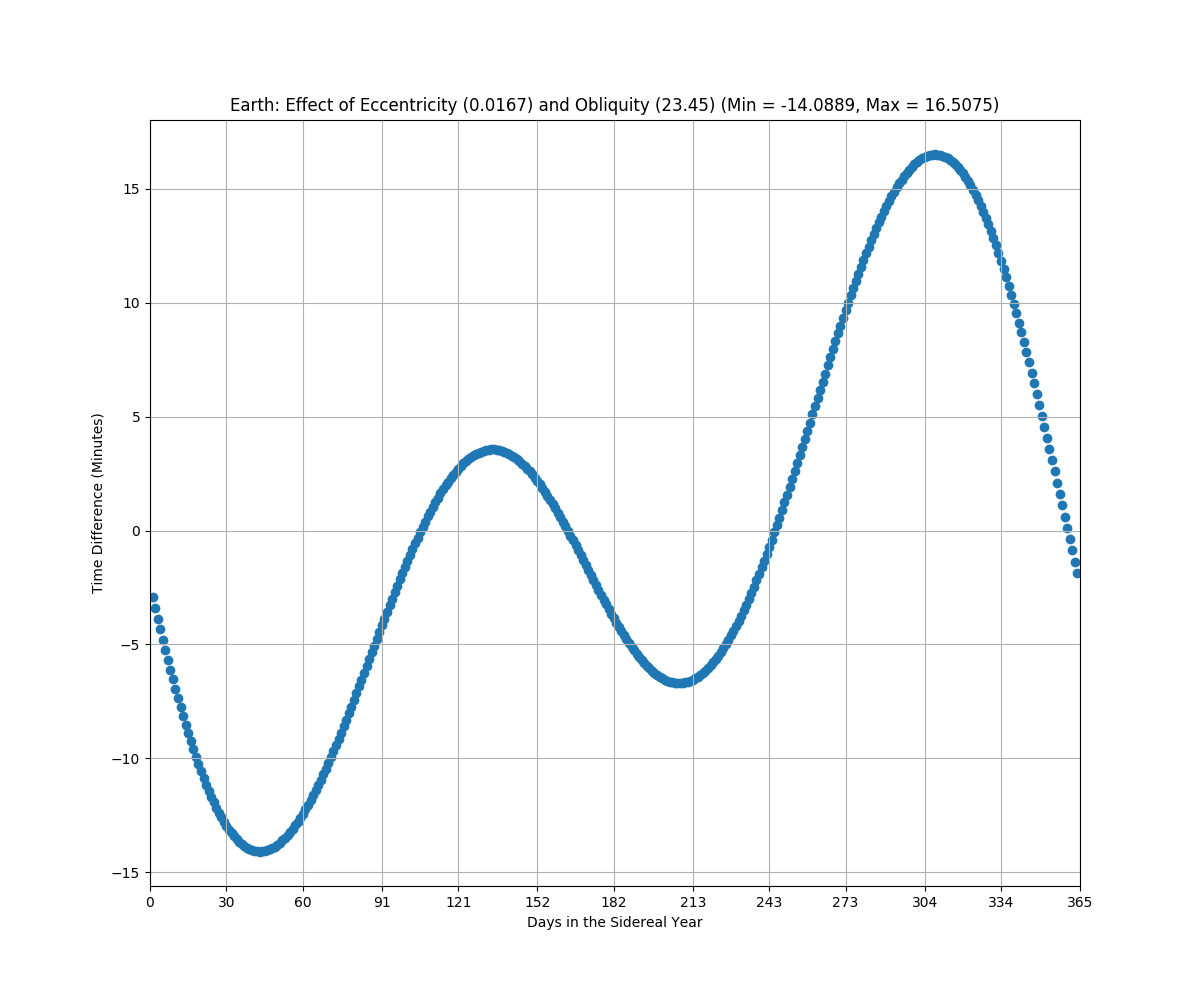 Earth: Effect of Eccentricity (0.0167) and Obliquity (23.45) (Min = -14.0889, Max = 16.5075)
Time Difference (Minutes)
15
10
5
0
−5
−10
−15
0 30 60 91 121 152 182 213 243 273 304 334 365
Days in the Sidereal Year